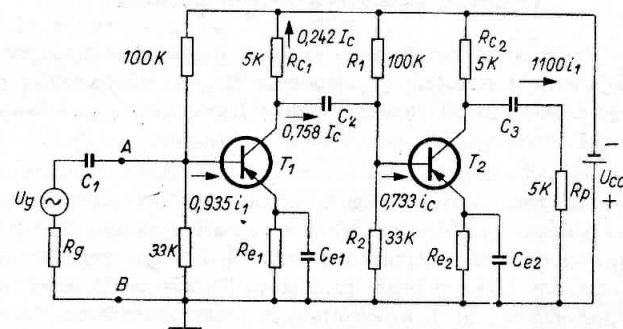 100K
5K
Rc1
0,242 Ic
R1
100K
Rc2
5K
1100 i1
C2
0,758 Ic
C3
A
C1
T1
T2
Ug
0,935 i1
0,733 ic
5K
Rp
Ucc
−
+
Rg
33K
Re1
Ce1
R2
33K
Re2
Ce2
B